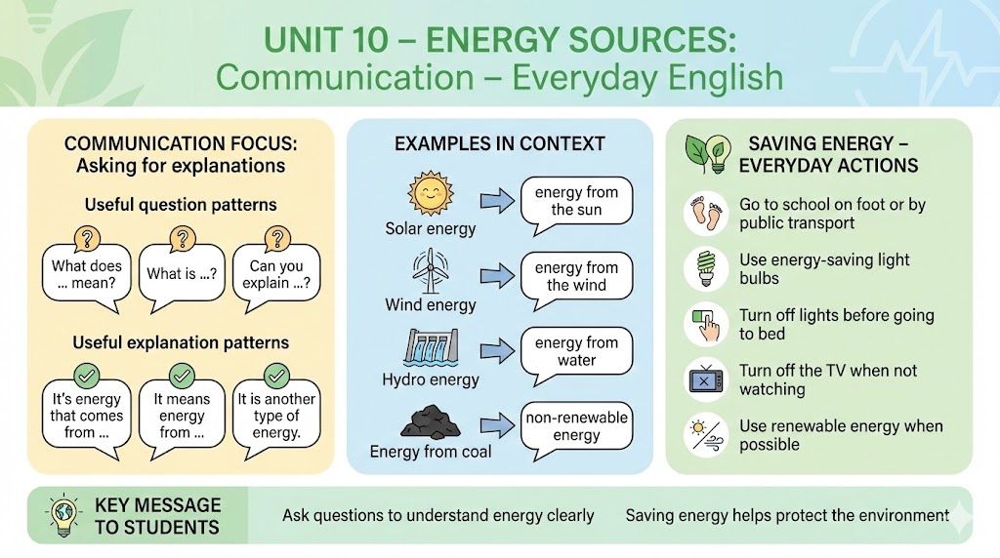 UNIT 10 – ENERGY SOURCES:
Communication – Everyday English
COMMUNICATION FOCUS:
Asking for explanations
Useful question patterns
?
?
?
What does
... mean?
What is ...?
Can you
explain ...?
Useful explanation patterns
It's energy
that comes
from ...
It means
energy
from ...
It is another
type of
energy.
EXAMPLES IN CONTEXT
Solar energy
energy from
the sun
Wind energy
energy from
the wind
Hydro energy
energy from
water
Energy from coal
non-renewable
energy
SAVING ENERGY –
EVERYDAY ACTIONS
Go to school on foot or by
public transport
Use energy-saving light
bulbs
Turn off lights before going
to bed
Turn off the TV when not
watching
Use renewable energy when
possible
KEY MESSAGE
TO STUDENTS
Ask questions to understand energy clearly
Saving energy helps protect the environment